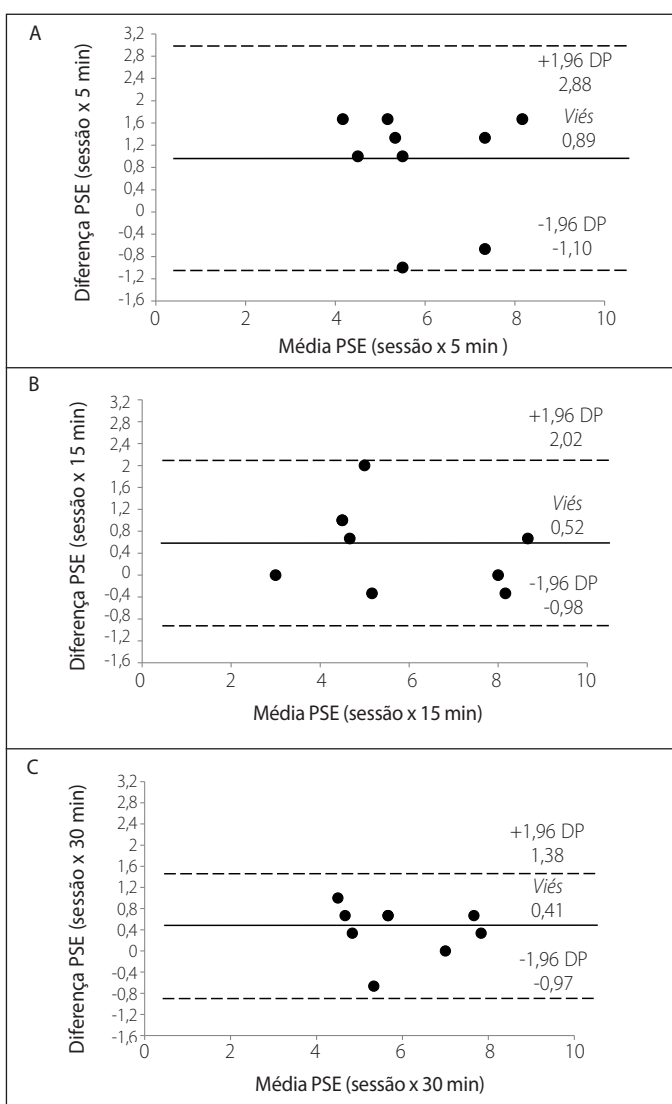 A
Diferença PSE (sessão x 5 min)
3,2
2,8
2,4
2
1,6
1,2
0,8
0,4
0
-0,4
-0,8
-1,2
-1,6
+1,96 DP
2,88
Viés
0,89
-1,96 DP
-1,10
0 2 4 6 8 10
Média PSE (sessão x 5 min )
B
Diferença PSE (sessão x 15 min)
3,2
2,8
2,4
2
1,6
1,2
0,8
0,4
0
-0,4
-0,8
-1,2
-1,6
+1,96 DP
2,02
Viés
0,52
-1,96 DP
-0,98
0 2 4 6 8 10
Média PSE (sessão x 15 min)
C
Diferença PSE (sessão x 30 min)
3,2
2,8
2,4
2
1,6
1,2
0,8
0,4
0
-0,4
-0,8
-1,2
-1,6
+1,96 DP
1,38
Viés
0,41
-1,96 DP
-0,97
0 2 4 6 8 10
Média PSE (sessão x 30 min)